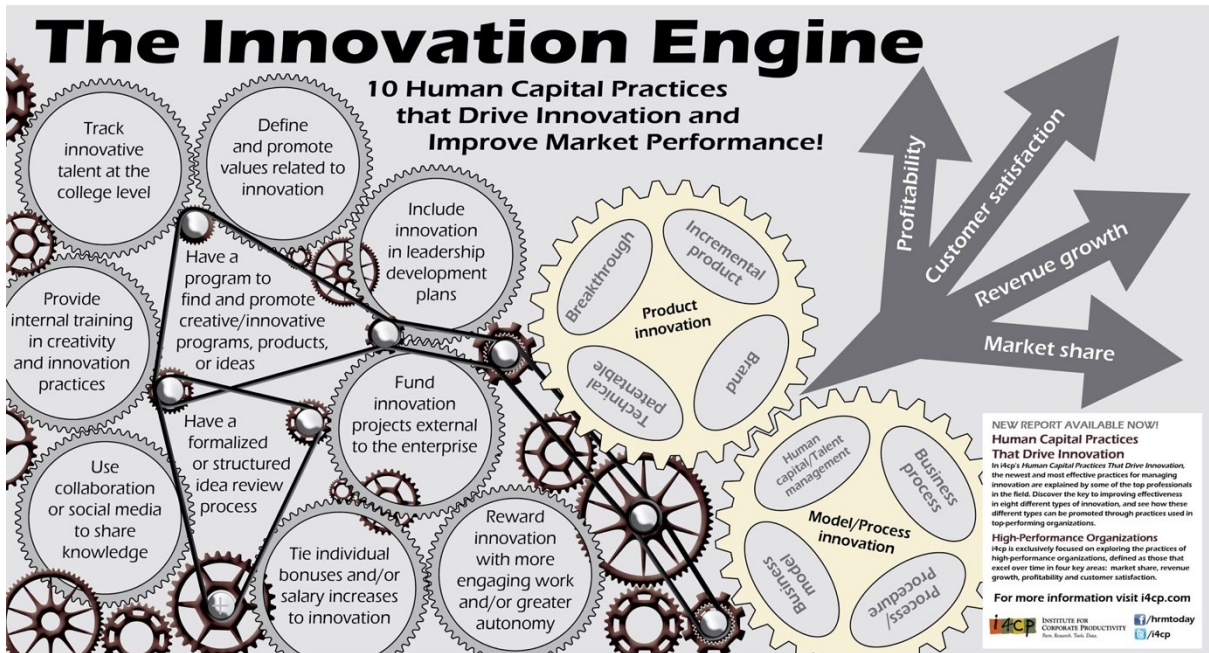 The Innovation Engine
10 Human Capital Practices
that Drive Innovation and
Improve Market Performance!
Track
innovative
talent at the
college level
Define
and promote
values related to
innovation
Include
innovation
in leadership
development
plans
Have a
program to
find and promote
creative/innovative
programs, products,
or ideas
Provide
internal training
in creativity
and innovation
practices
Fund
innovation
projects external
to the enterprise
Have a
formalized
or structured
idea review
process
Use
collaboration
or social media
to share
knowledge
Tie individual
bonuses and/or
salary increases
to innovation
Reward
innovation
with more
engaging work
and/or greater
autonomy
Product
innovation
Breakthrough
Incremental
product
Brand
Technical
patentable
Model/Process
innovation
Human
capital/Talent
management
Business
process
Process/
Procedure
Business
model
Profitability
Customer satisfaction
Revenue growth
Market share
NEW REPORT AVAILABLE NOW!
Human Capital Practices
That Drive Innovation
In i4cp's Human Capital Practices That Drive Innovation,
the newest and most effective practices for managing
innovation are explained by some of the top professionals
in the field. Discover the key to improving effectiveness
in eight different types of innovation, and see how these
different types can be promoted through practices used in
top-performing organizations.
High-Performance Organizations
i4cp is exclusively focused on exploring the practices of
high-performance organizations, defined as those that
excel over time in four key areas: market share, revenue
growth, profitability and customer satisfaction.
For more information visit i4cp.com
i4cp
INSTITUTE FOR
CORPORATE PRODUCTIVITY
Peers. Research. Tools. Data.
f/hrmtoday
t/i4cp